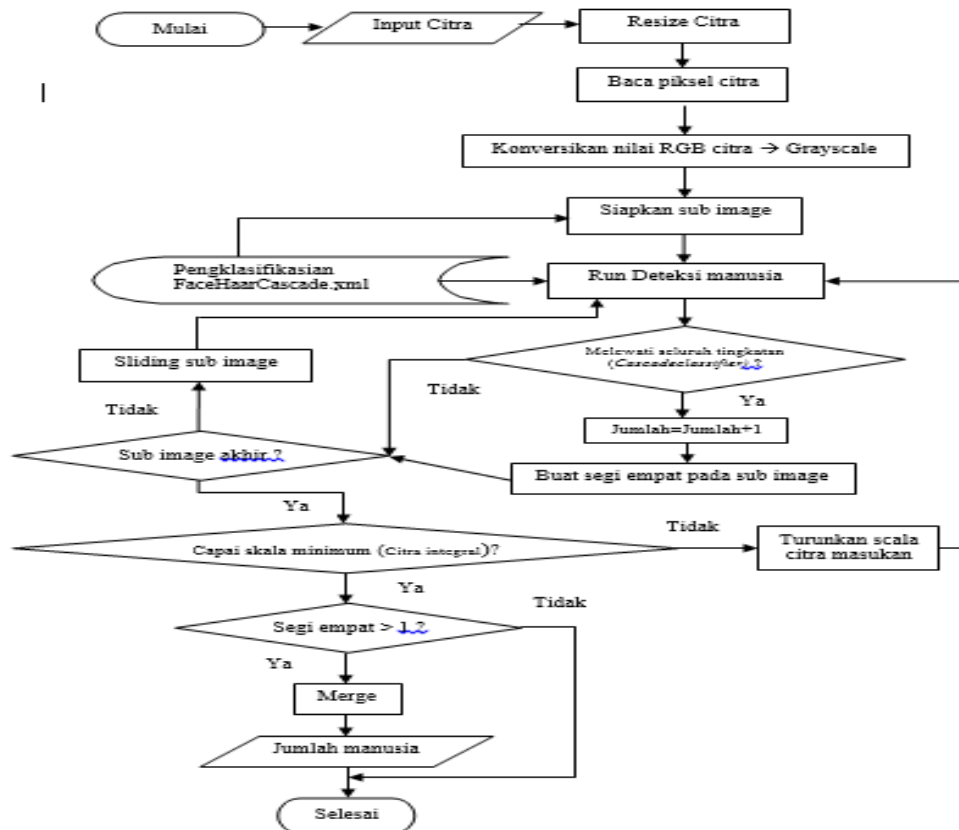 Mulai
Input Citra
Resize Citra
Baca piksel citra
Konversikan nilai RGB citra → Grayscale
Siapkan sub image
Pengklasifikasian
FaceHaarCascade.xml
Run Deteksi manusia
Sliding sub image
Melewati seluruh tingkatan
(Cascadeclassifier) ?
Tidak
Tidak
Ya
Jumlah=Jumlah+1
Sub image akhir ?
Buat segi empat pada sub image
Ya
Tidak
Capai skala minimum (Citra integral)?
Turunkan scala
citra masukan
Ya
Tidak
Segi empat > 1 ?
Ya
Merge
Jumlah manusia
Selesai